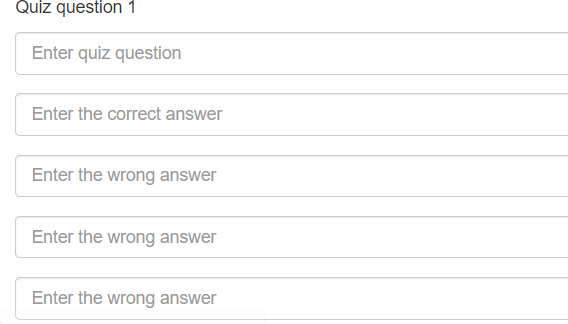 Quiz question 1
Enter quiz question
Enter the correct answer
Enter the wrong answer
Enter the wrong answer
Enter the wrong answer